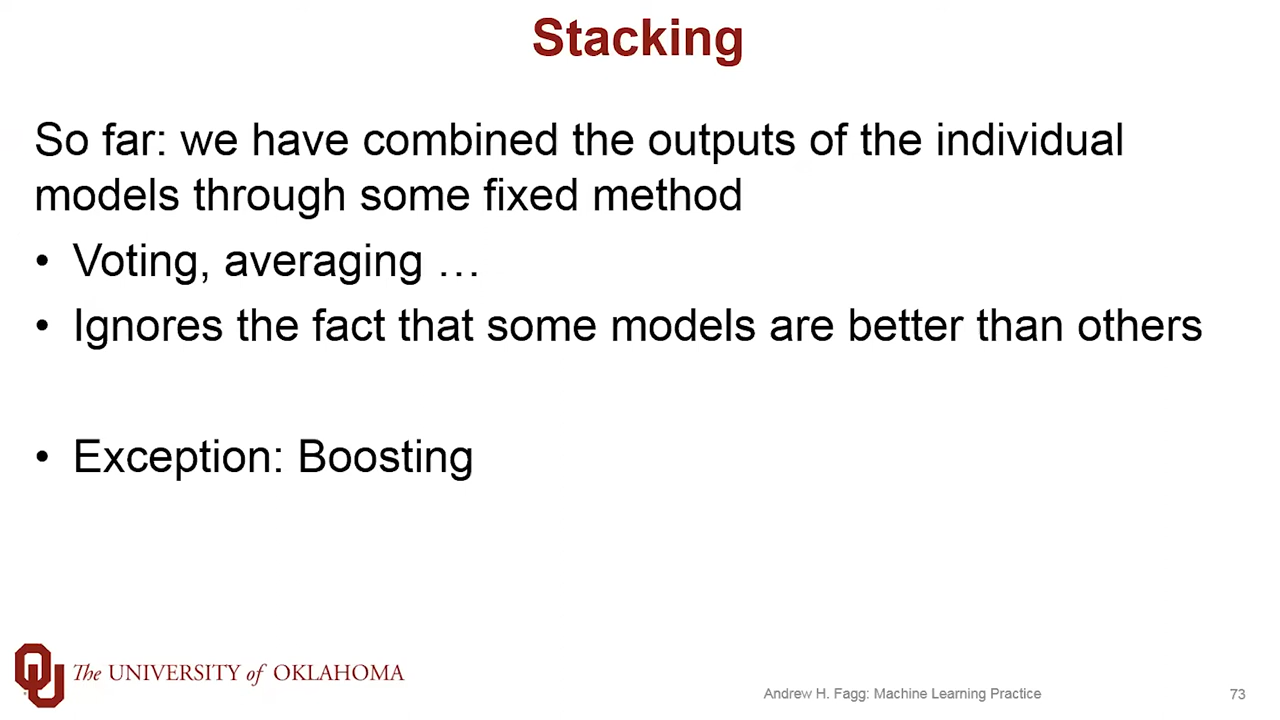 Stacking
So far: we have combined the outputs of the individual
models through some fixed method
• Voting, averaging …
• Ignores the fact that some models are better than others
• Exception: Boosting
The UNIVERSITY of OKLAHOMA
Andrew H. Fagg: Machine Learning Practice
73